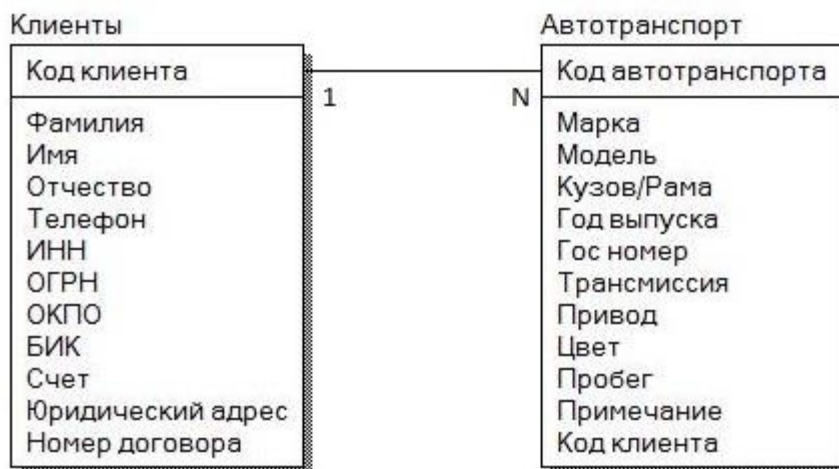 Клиенты
Код клиента
Фамилия
Имя
Отчество
Телефон
ИНН
ОГРН
ОКПО
БИК
Счет
Юридический адрес
Номер договора
1
N
Автотранспорт
Код автотранспорта
Марка
Модель
Кузов/Рама
Год выпуска
Гос номер
Трансмиссия
Привод
Цвет
Пробег
Примечание
Код клиента